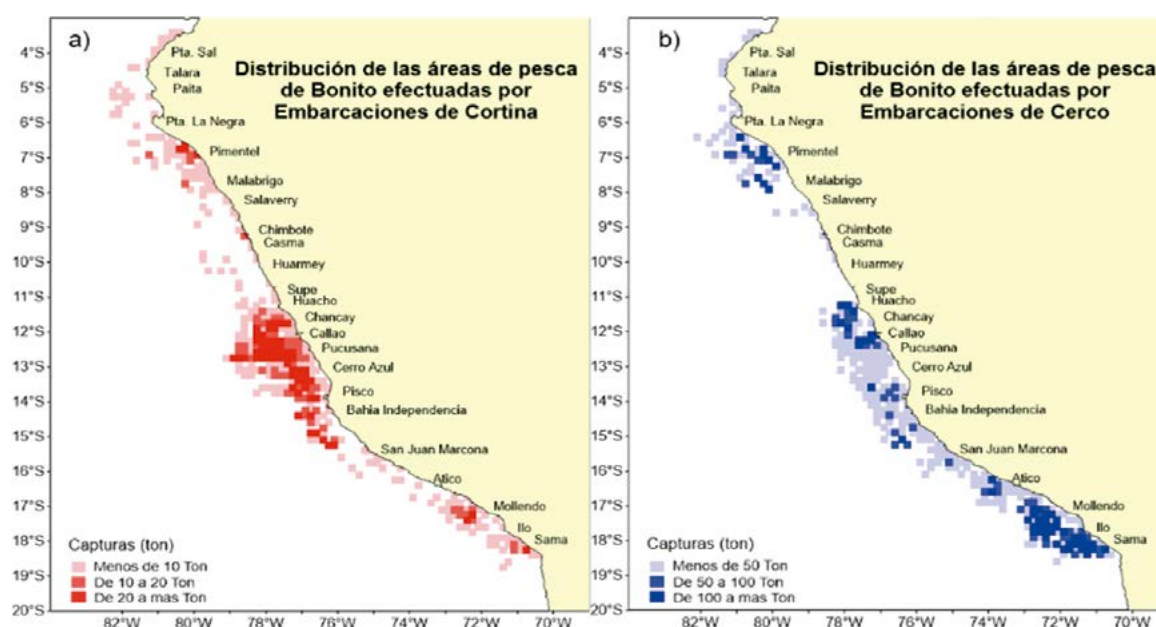 a)
Distribución de las áreas de pesca
de Bonito efectuadas por
Embarcaciones de Cortina
4°S
5°S
6°S
7°S
8°S
9°S
10°S
11°S
12°S
13°S
14°S
15°S
16°S
17°S
18°S
19°S
20°S
Pta. Sal
Talara
Paita
Pta. La Negra
Pimentel
Malabrigo
Salaverry
Chimbote
Casma
Huarmey
Supe
Huacho
Chancay
Callao
Pucusana
Cerro Azul
Pisco
Bahia Independencia
San Juan Marcona
Atico
Mollendo
Ilo
Sama
Capturas (ton)
Menos de 10 Ton
De 10 a 20 Ton
De 20 a mas Ton
82°W 80°W 78°W 76°W 74°W 72°W 70°W
b)
Distribución de las áreas de pesca
de Bonito efectuadas por
Embarcaciones de Cerco
4°S
5°S
6°S
7°S
8°S
9°S
10°S
11°S
12°S
13°S
14°S
15°S
16°S
17°S
18°S
19°S
20°S
Pta. Sal
Talara
Paita
Pta. La Negra
Pimentel
Malabrigo
Salaverry
Chimbote
Casma
Huarmey
Supe
Huacho
Chancay
Callao
Pucusana
Cerro Azul
Pisco
Bahia Independencia
San Juan Marcona
Atico
Mollendo
Ilo
Sama
Capturas (ton)
Menos de 50 Ton
De 50 a 100 Ton
De 100 a mas Ton
82°W 80°W 78°W 76°W 74°W 72°W 70°W